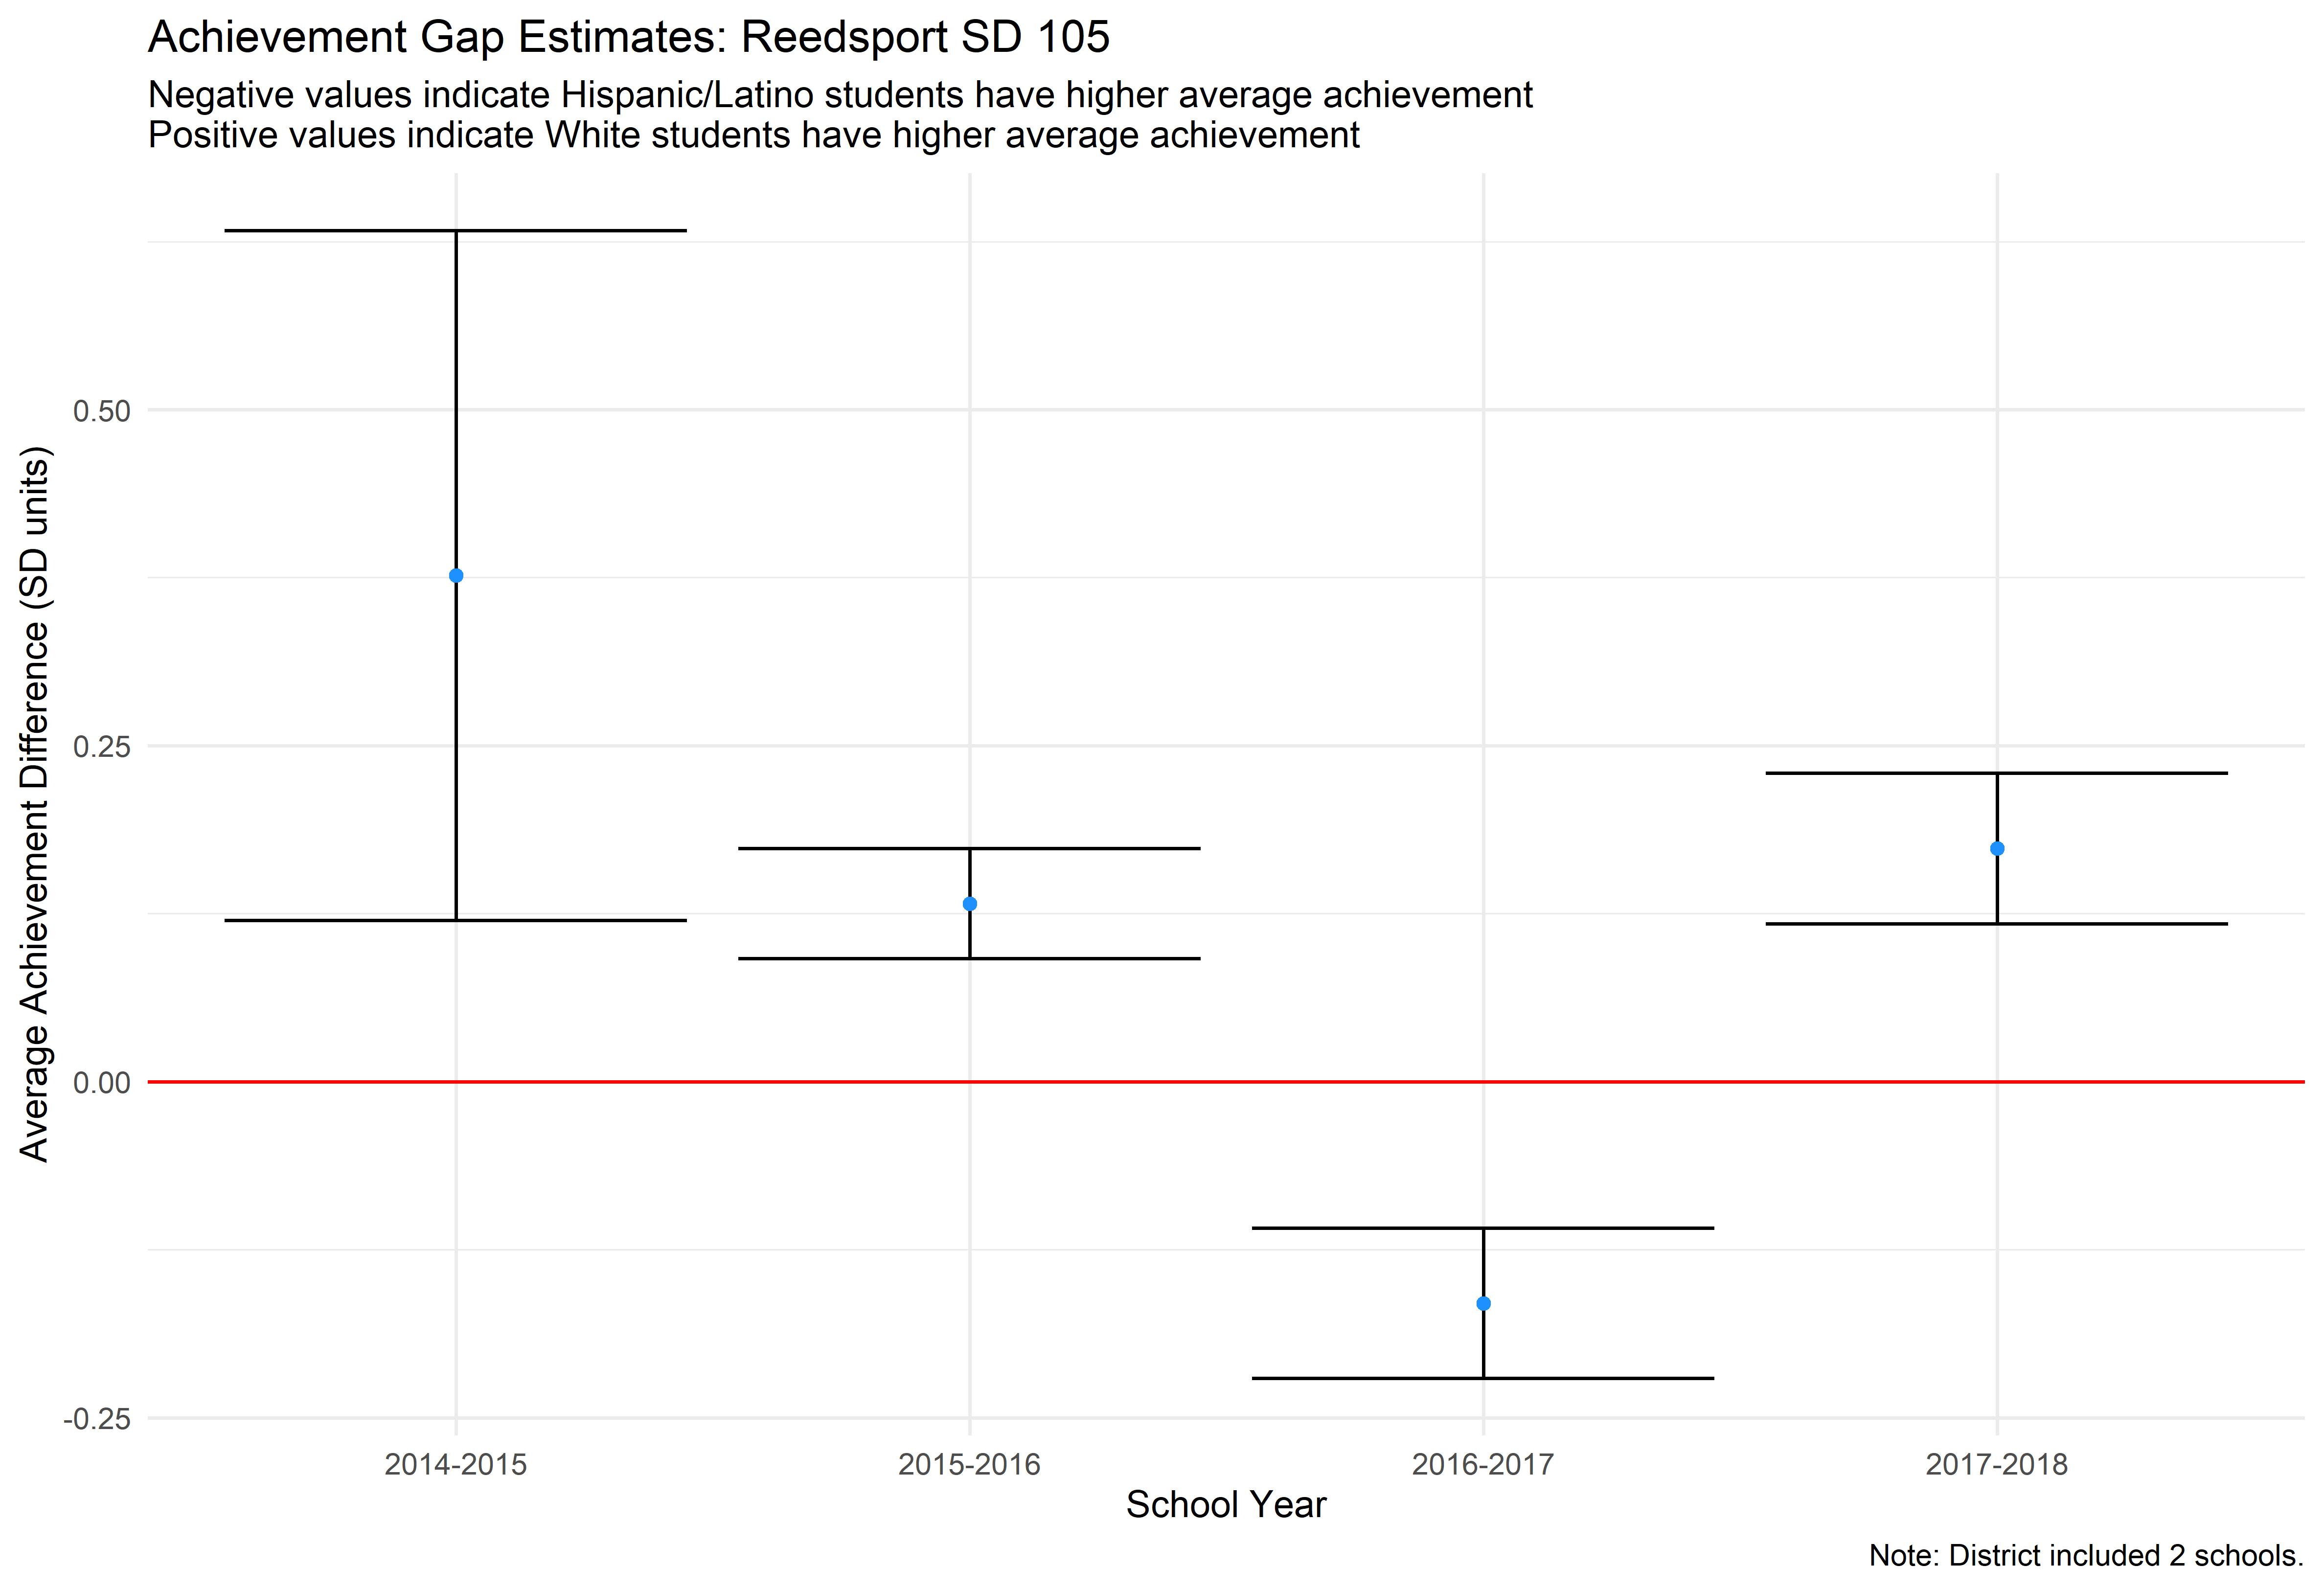 Achievement Gap Estimates: Reedsport SD 105
Negative values indicate Hispanic/Latino students have higher average achievement
Positive values indicate White students have higher average achievement
Average Achievement Difference (SD units)
0.50
0.25
0.00
-0.25
2014-2015
2015-2016
2016-2017
2017-2018
School Year
Note: District included 2 schools.